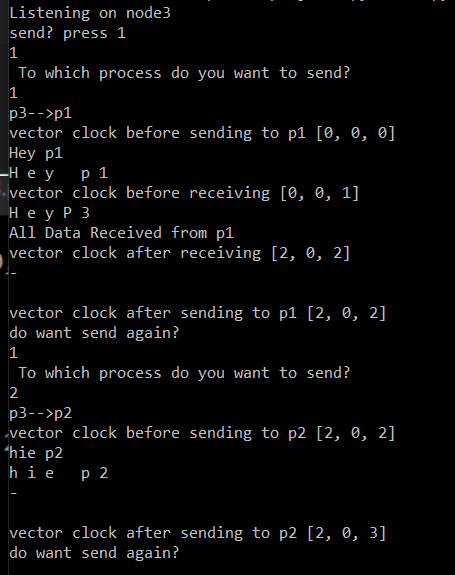 Listening on node3
send? press 1
1
 To which process do you want to send?
1
p3-->p1
vector clock before sending to p1 [0, 0, 0]
Hey p1
H e y   p 1
vector clock before receiving [0, 0, 1]
H e y P 3
All Data Received from p1
vector clock after receiving [2, 0, 2]
-

vector clock after sending to p1 [2, 0, 2]
do want send again?
1
 To which process do you want to send?
2
p3-->p2
vector clock before sending to p2 [2, 0, 2]
hie p2
h i e   p 2
-

vector clock after sending to p2 [2, 0, 3]
do want send again?